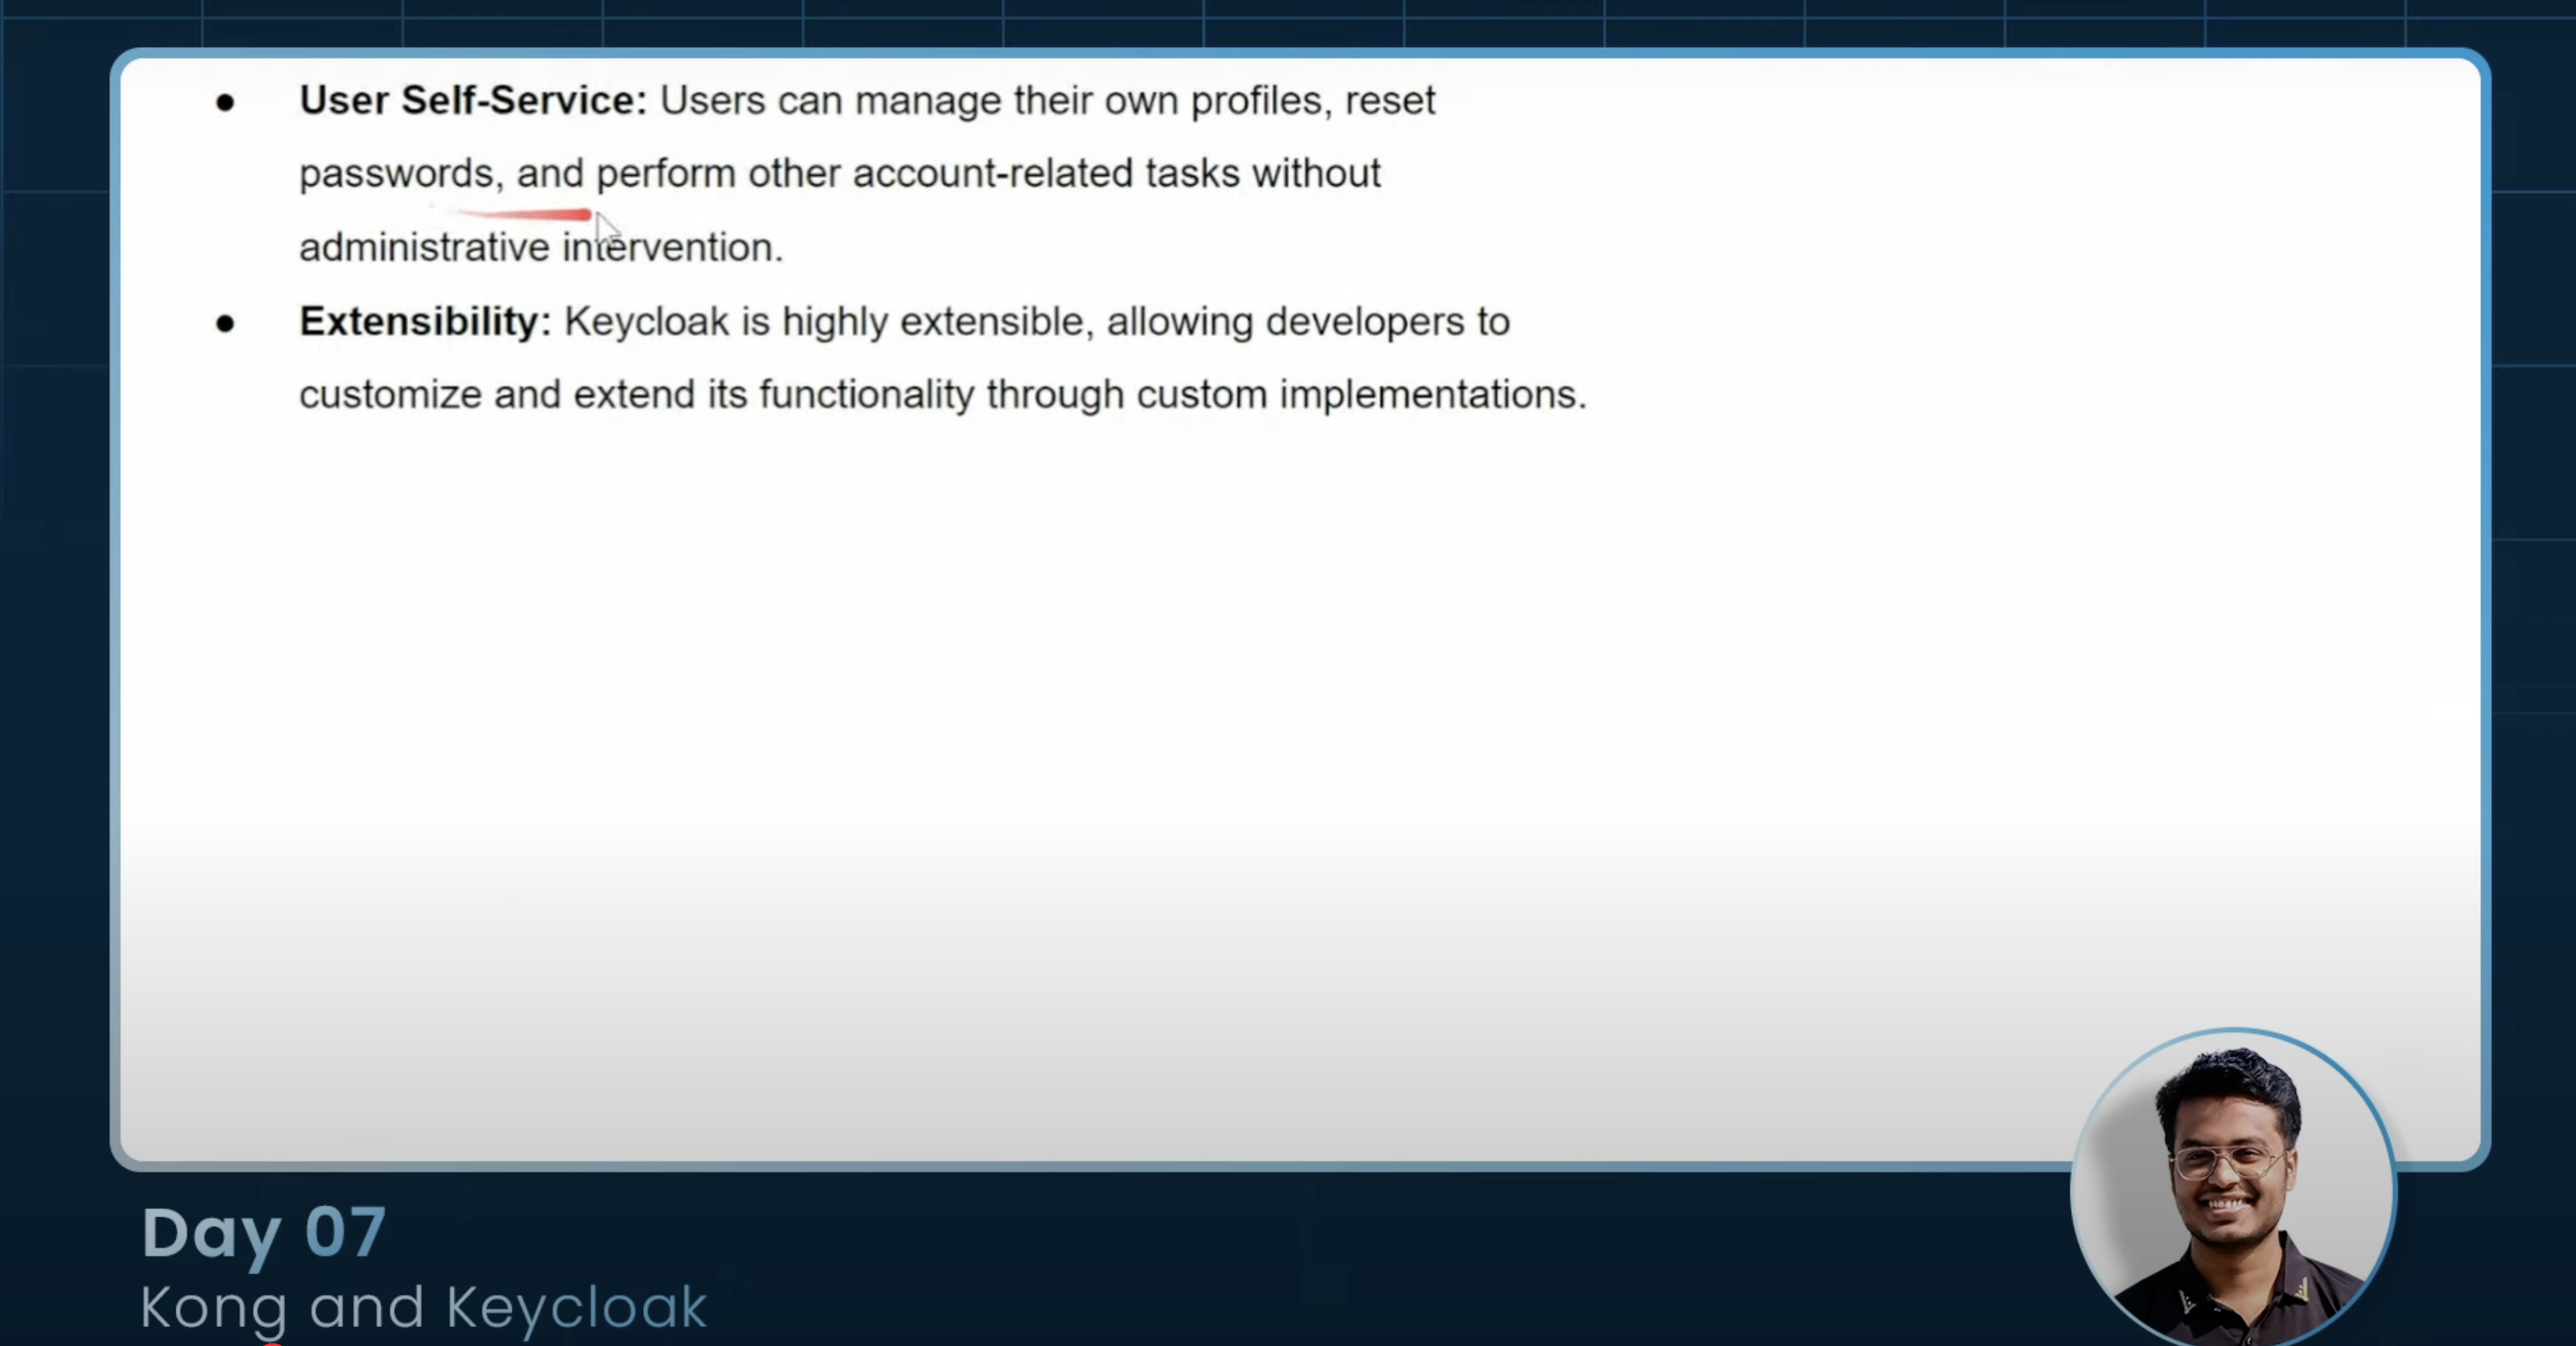 ● User Self-Service: Users can manage their own profiles, reset
passwords, and perform other account-related tasks without
administrative intervention.
● Extensibility: Keycloak is highly extensible, allowing developers to
customize and extend its functionality through custom implementations.
Day 07
Kong and Keycloak